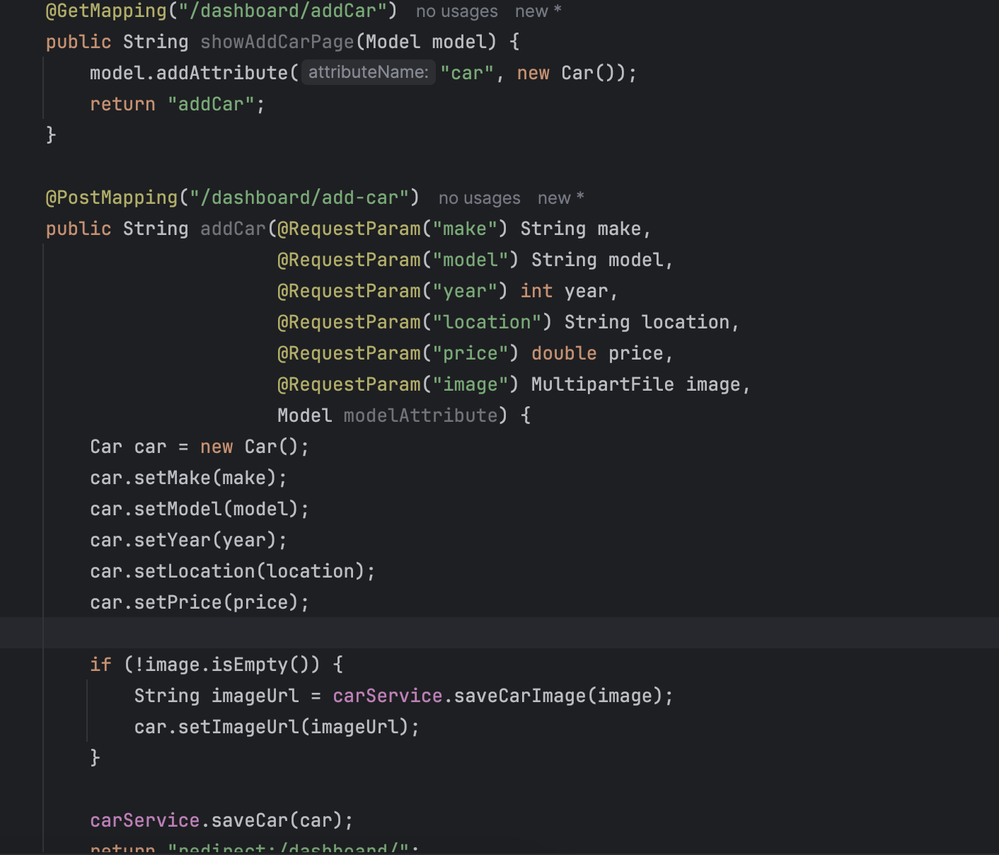 @GetMapping("/dashboard/addCar") no usages new *
public String showAddCarPage(Model model) {
model.addAttribute( attributeName: "car", new Car());
return "addCar";
}
@PostMapping("/dashboard/add-car") no usages new *
public String addCar(@RequestParam("make") String make,
@RequestParam("model") String model,
@RequestParam("year") int year,
@RequestParam("location") String location,
@RequestParam("price") double price,
@RequestParam("image") MultipartFile image,
Model modelAttribute) {
Car car = new Car();
car.setMake(make);
car.setModel(model);
car.setYear(year);
car.setLocation(location);
car.setPrice(price);
if (!image.isEmpty()) {
String imageUrl = carService.saveCarImage(image);
car.setImageUrl(imageUrl);
}
carService.saveCar(car);
return "redirect:/dashboard/";